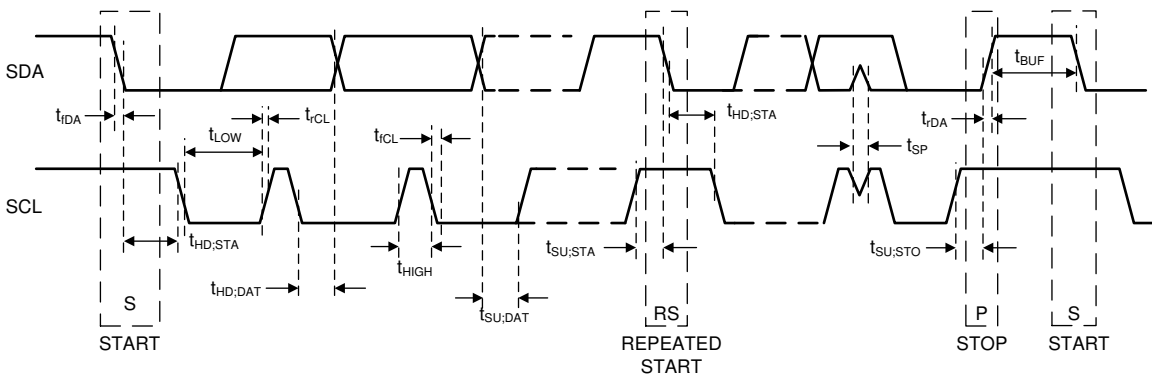 SDA
t_BUF
t_fDA
t_LOW
t_rCL
t_fCL
t_HD;STA
t_SP
t_rDA
SCL
t_HD;STA
t_HD;DAT
t_HIGH
t_SU;DAT
t_SU;STA
t_SU;STO
S
RS
P
S
START
REPEATED
START
STOP
START